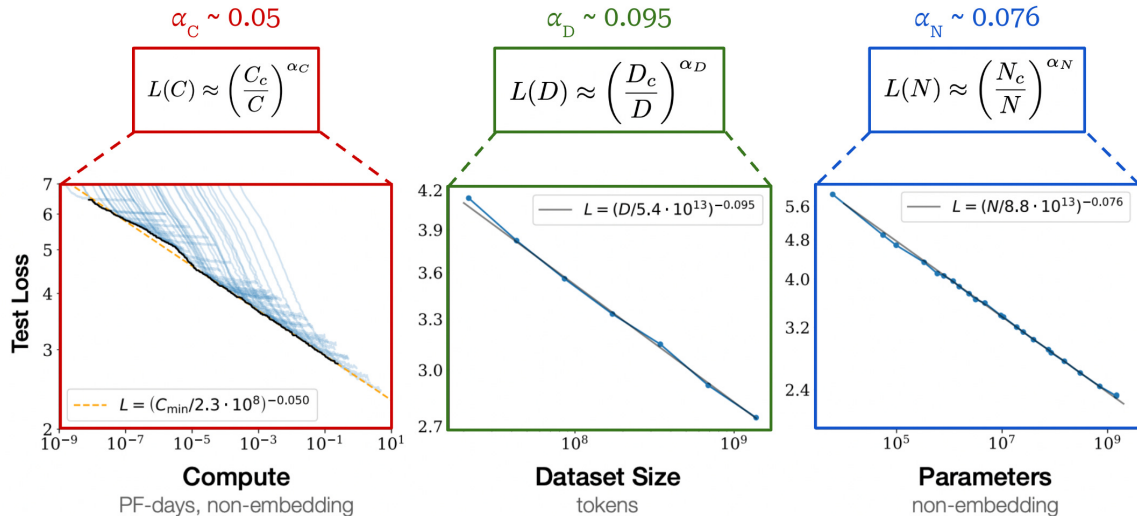 α_C ~ 0.05
L(C) ≈ (C_c/C)^{α_C}
7
6
5
4
3
2
Test Loss
L = (C_min/2.3 · 10^8)^{−0.050}
10^{−9} 10^{−7} 10^{−5} 10^{−3} 10^{−1} 10^1
Compute
PF-days, non-embedding
α_D ~ 0.095
L(D) ≈ (D_c/D)^{α_D}
4.2
3.9
3.6
3.3
3.0
2.7
L = (D/5.4 · 10^{13})^{−0.095}
10^8 10^9
Dataset Size
tokens
α_N ~ 0.076
L(N) ≈ (N_c/N)^{α_N}
5.6
4.8
4.0
3.2
2.4
L = (N/8.8 · 10^{13})^{−0.076}
10^5 10^7 10^9
Parameters
non-embedding